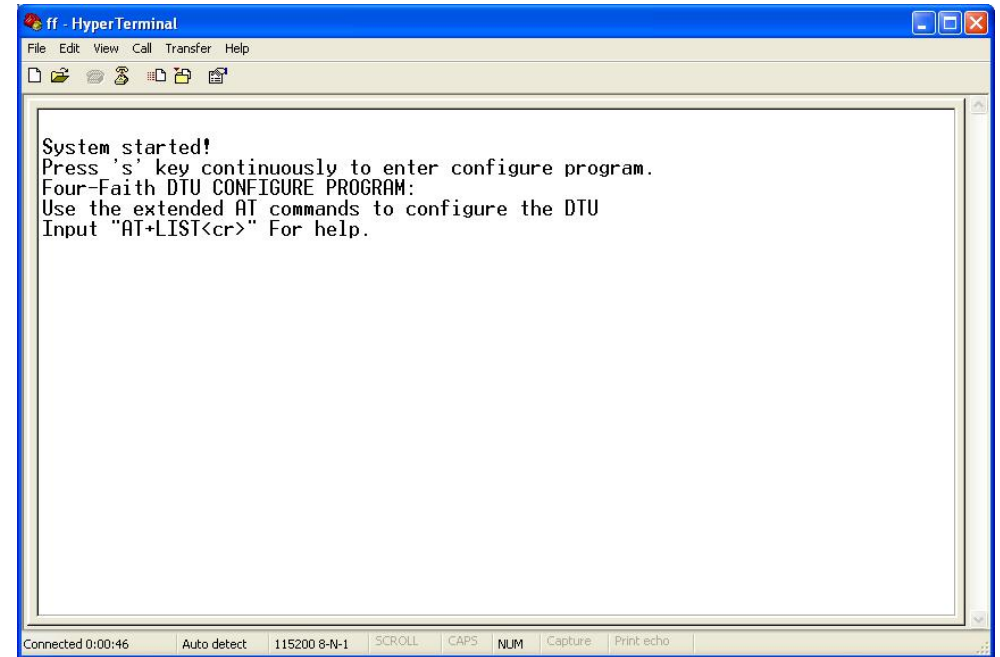 ff - HyperTerminal
File Edit View Call Transfer Help
System started!
Press 's' key continuously to enter configure program.
Four-Faith DTU CONFIGURE PROGRAM:
Use the extended AT commands to configure the DTU
Input "AT+LIST<cr>" For help.
Connected 0:00:46 Auto detect 115200 8-N-1 SCROLL CAPS NUM Capture Print echo